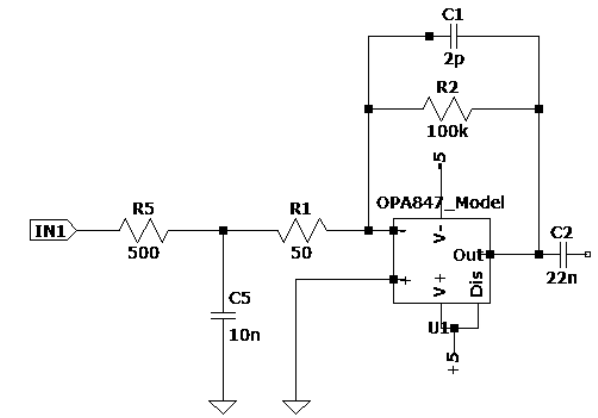 C1
2p
R2
100k
-5
OPA847_Model
IN1
R5
500
R1
50
-
V-
Out
C2
22n
+
V+
Dis
C5
10n
U1
+5